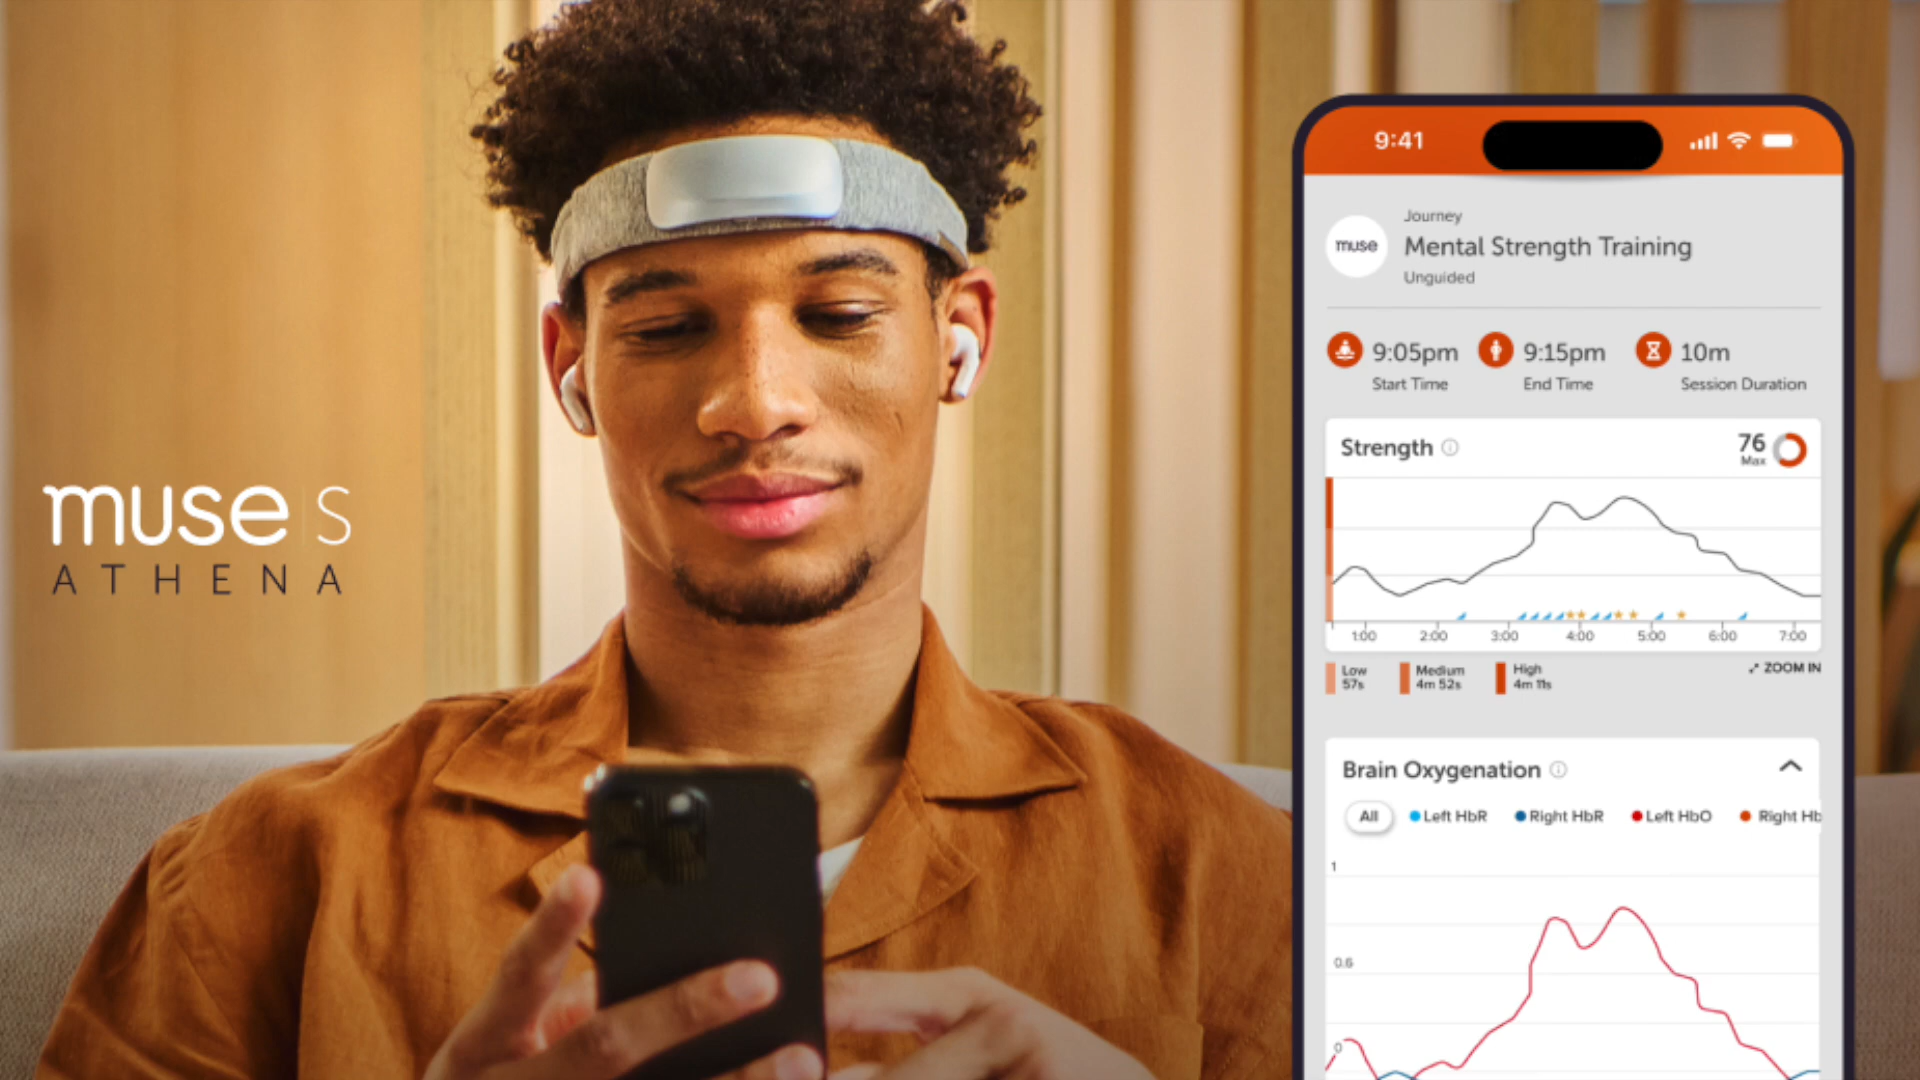 muse | S
ATHENA
9:41
muse
Journey
Mental Strength Training
Unguided
9:05pm
Start Time
9:15pm
End Time
10m
Session Duration
Strength
76
Max
1:00 2:00 3:00 4:00 5:00 6:00 7:00
Low
57s
Medium
4m 52s
High
4m 11s
ZOOM IN
Brain Oxygenation
All Left HbR Right HbR Left HbO Right Hb
1
0.6
0